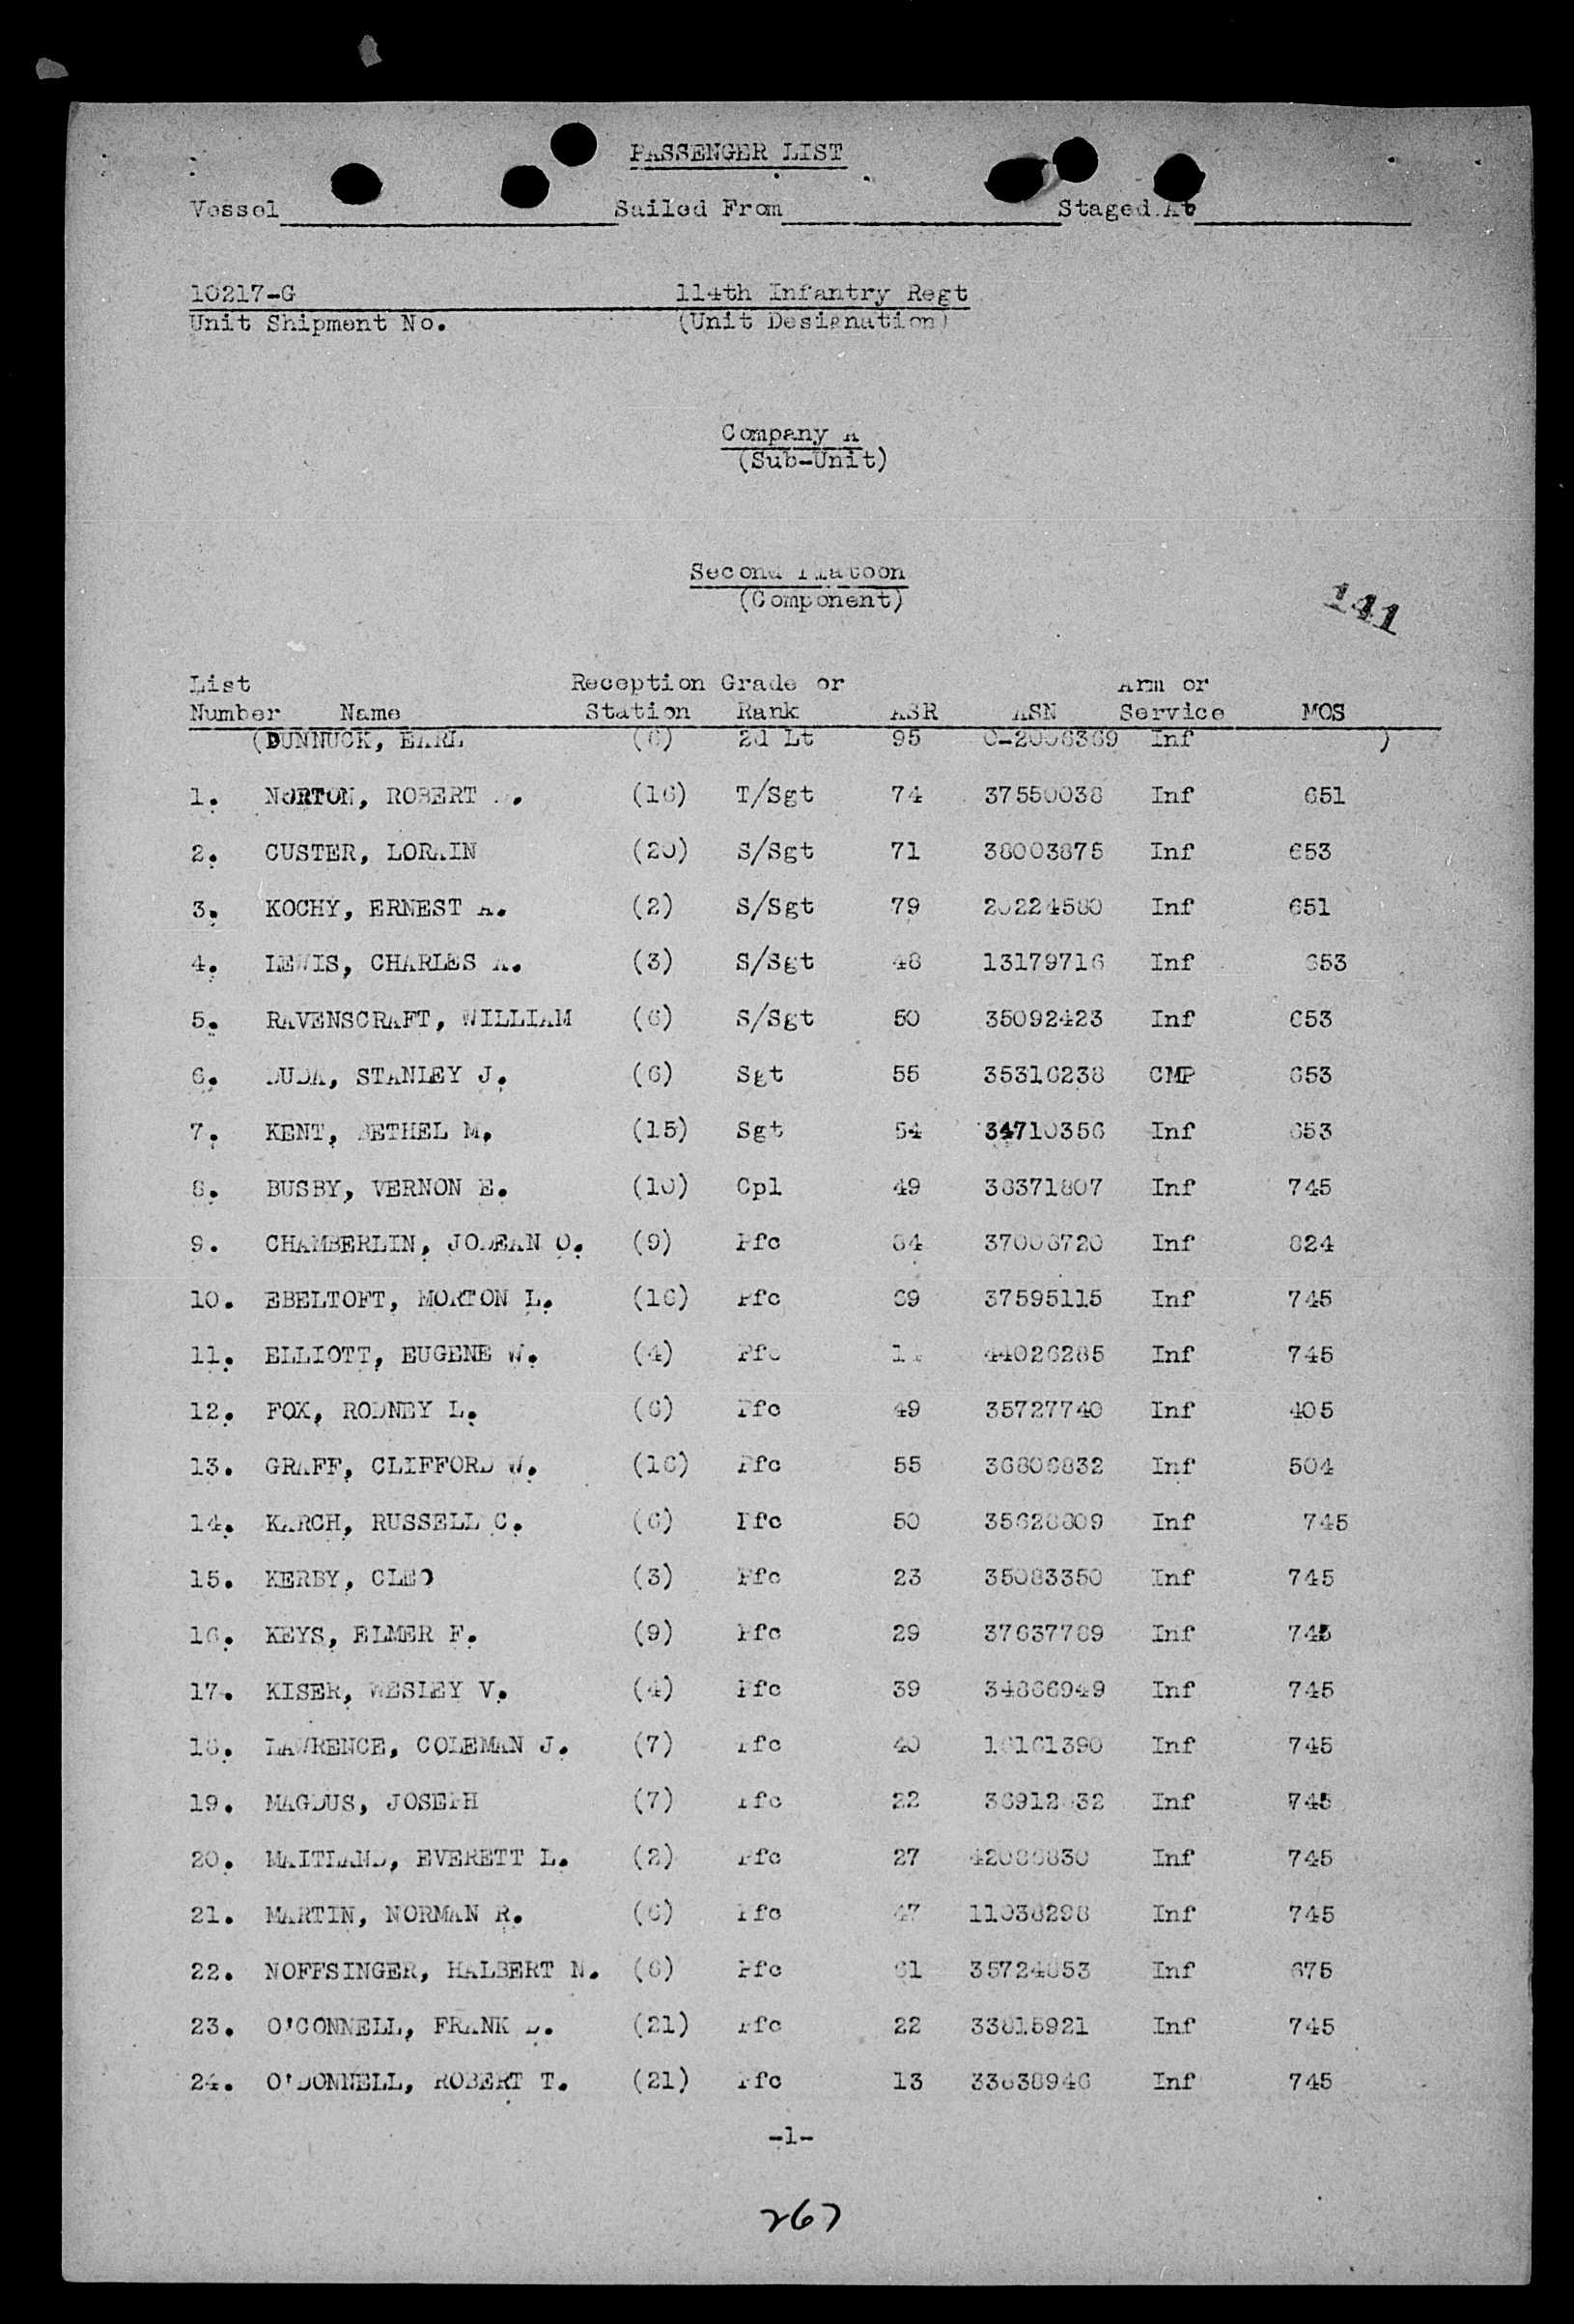 PASSENGER LIST
Vessel Sailed From Staged At
10217-G 114th Infantry Regt
Unit Shipment No. (Unit Designation)
Company A
(Sub-Unit)
Second Platoon
(Component)
141
List Reception Grade or Arm or
Number Name Station Rank ASR ASN Service MOS
(DUNNUCK, EARL (6) 2d Lt 95 O-2006369 Inf )
1. NORTON, ROBERT (16) T/Sgt 74 37550038 Inf 651
2. CUSTER, LORAIN (20) S/Sgt 71 38003875 Inf 653
3. KOCHY, ERNEST A. (2) S/Sgt 79 20224580 Inf 651
4. LEWIS, CHARLES A. (3) S/Sgt 48 13179716 Inf 653
5. RAVENSCRAFT, WILLIAM (6) S/Sgt 50 35092423 Inf 653
6. DUDA, STANLEY J. (6) Sgt 55 35316238 CMP 653
7. KENT, BETHEL M. (15) Sgt 54 34710356 Inf 653
8. BUSBY, VERNON E. (10) Cpl 49 38371807 Inf 745
9. CHAMBERLIN, JODEAN O. (9) Pfc 84 37006720 Inf 824
10. EBELTOFT, MORTON L. (16) Pfc 69 37595115 Inf 745
11. ELLIOTT, EUGENE W. (4) Pfc 44026285 Inf 745
12. FOX, RODNEY L. (6) Pfc 49 35727740 Inf 405
13. GRAFF, CLIFFORD W. (16) Pfc 55 36806832 Inf 504
14. KARCH, RUSSELL C. (6) Pfc 50 Inf 745
15. KERBY, CLEO (3) Pfc 23 35083350 Inf 745
16. KEYS, ELMER F. (9) Pfc 29 37637769 Inf 745
17. KISER, WESLEY V. (4) Pfc 39 34866949 Inf 745
18. LAWRENCE, COLEMAN J. (7) Pfc 40 16161390 Inf 745
19. MAGDUS, JOSEPH (7) Pfc 22 Inf 745
20. MAITLAND, EVERETT L. (2) Pfc 27 42086830 Inf 745
21. MARTIN, NORMAN R. (6) Pfc 47 11038298 Inf 745
22. NOFFSINGER, HALBERT N. (6) Pfc 61 35724853 Inf 675
23. O'CONNELL, FRANK D. (21) Pfc 22 33815921 Inf 745
24. O'DONNELL, ROBERT T. (21) Pfc 13 33838946 Inf 745
-1-
267